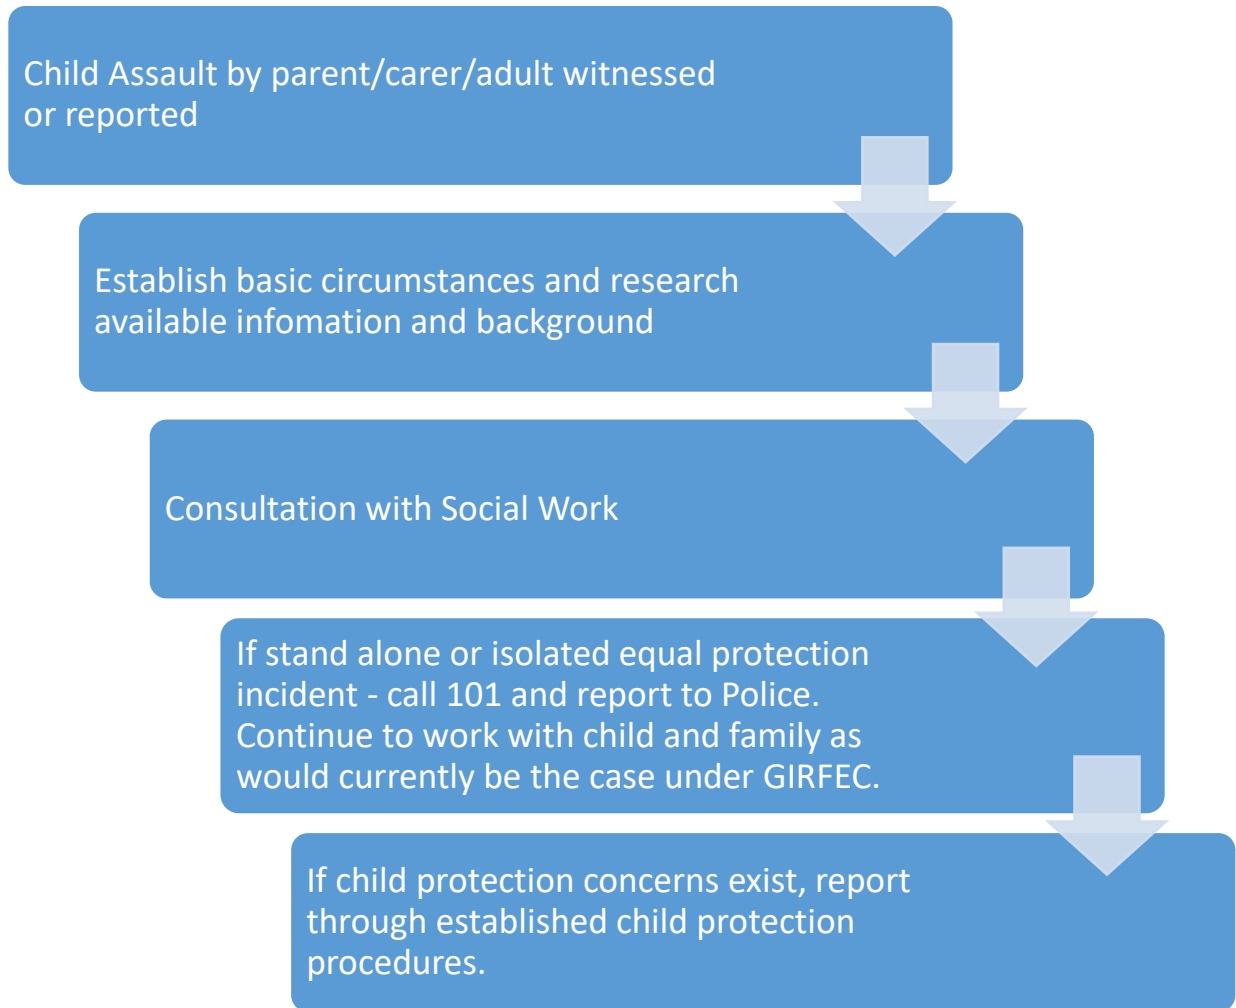 Child Assault by parent/carer/adult witnessed
or reported
Establish basic circumstances and research
available infomation and background
Consultation with Social Work
If stand alone or isolated equal protection
incident - call 101 and report to Police.
Continue to work with child and family as
would currently be the case under GIRFEC.
If child protection concerns exist, report
through established child protection
procedures.